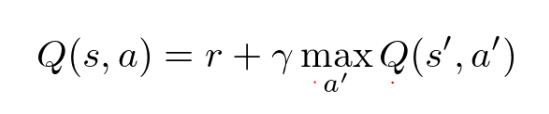 Q(s, a) = r + γ max_{a′} Q(s′, a′)